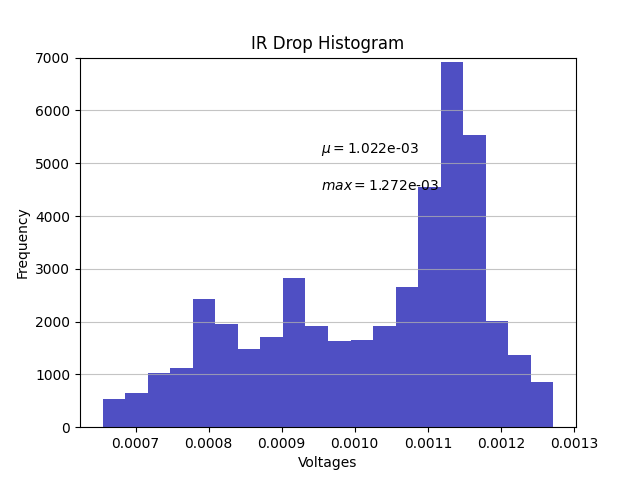 IR Drop Histogram
7000
6000
5000
4000
3000
2000
1000
0
Frequency
μ = 1.022e-03
max = 1.272e-03
0.0007 0.0008 0.0009 0.0010 0.0011 0.0012 0.0013
Voltages